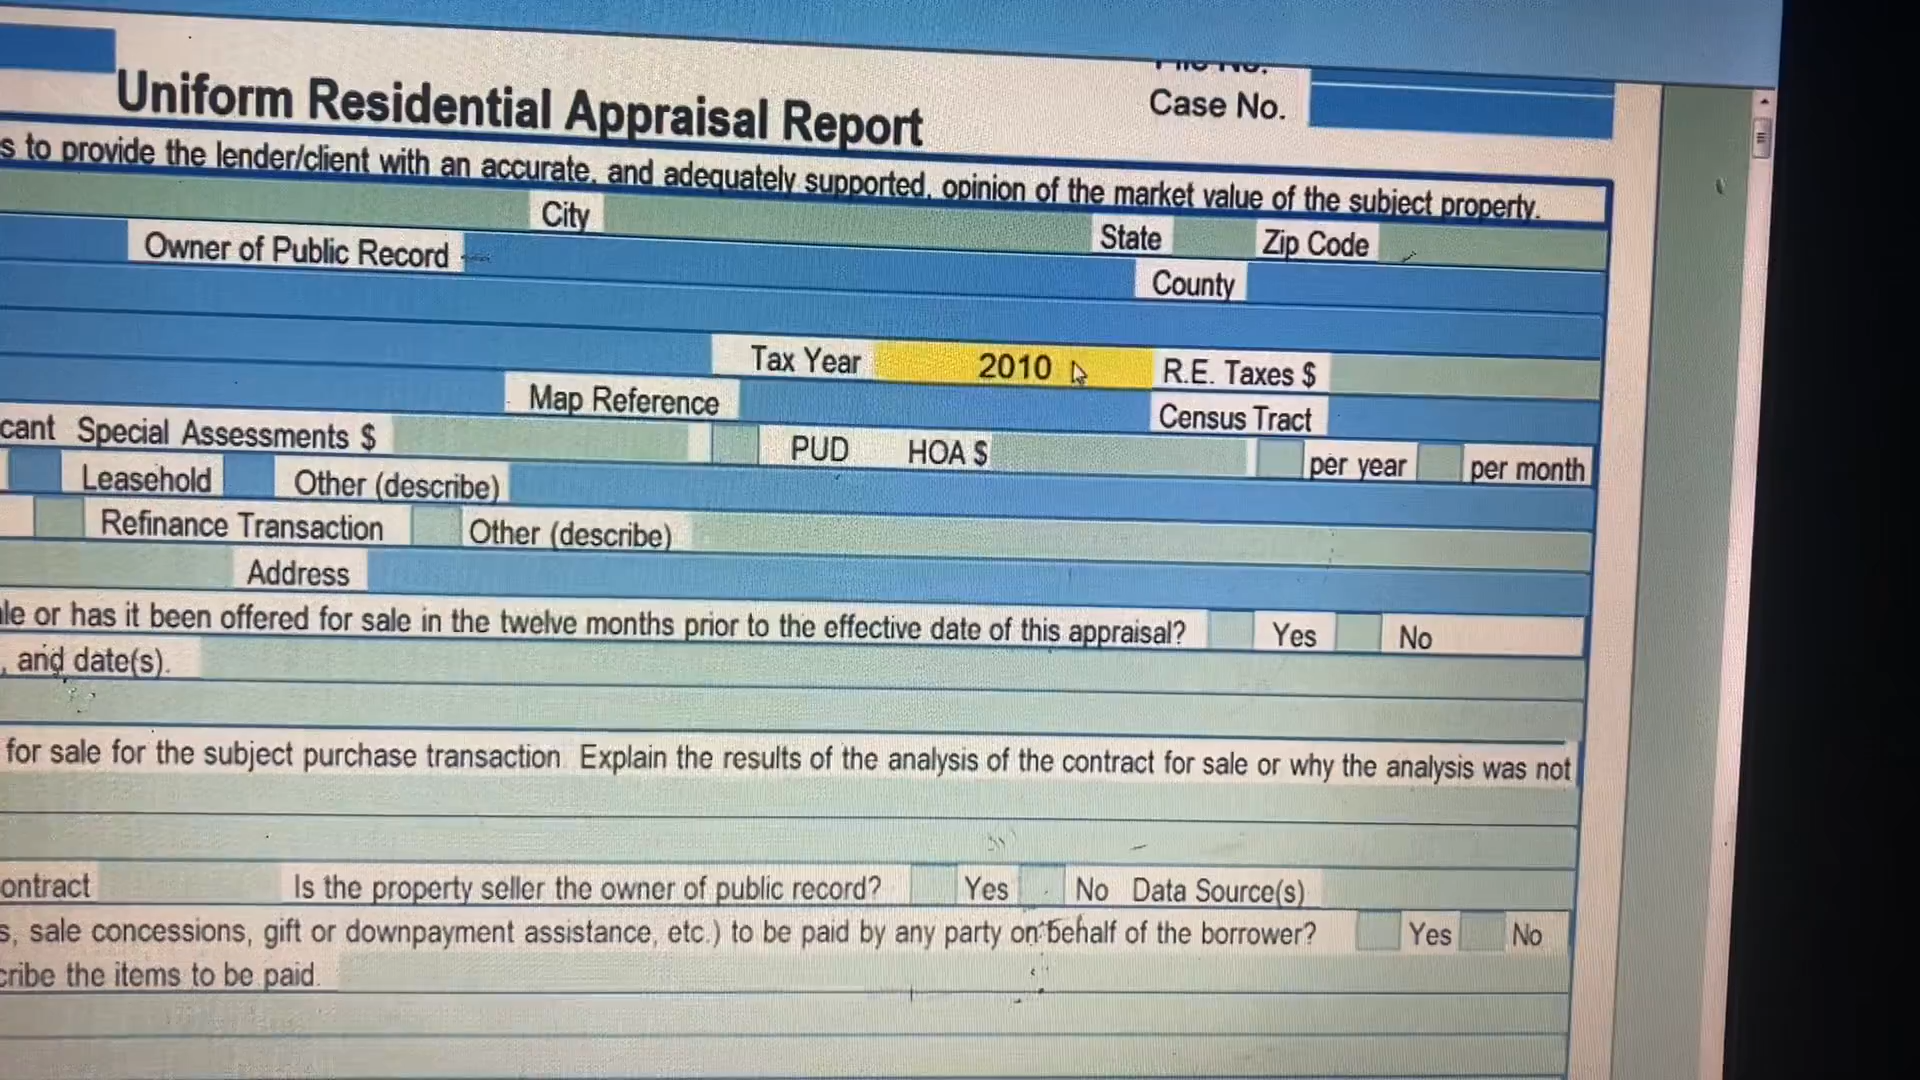 File No.
Uniform Residential Appraisal Report
Case No.
s to provide the lender/client with an accurate, and adequately supported, opinion of the market value of the subject property.
City State Zip Code
Owner of Public Record County
Tax Year 2010 R.E. Taxes $
Map Reference Census Tract
cant Special Assessments $ PUD HOA $ per year per month
Leasehold Other (describe)
Refinance Transaction Other (describe)
Address
le or has it been offered for sale in the twelve months prior to the effective date of this appraisal? Yes No
, and date(s).
for sale for the subject purchase transaction. Explain the results of the analysis of the contract for sale or why the analysis was not
ontract Is the property seller the owner of public record? Yes No Data Source(s)
s, sale concessions, gift or downpayment assistance, etc.) to be paid by any party on behalf of the borrower? Yes No
cribe the items to be paid.